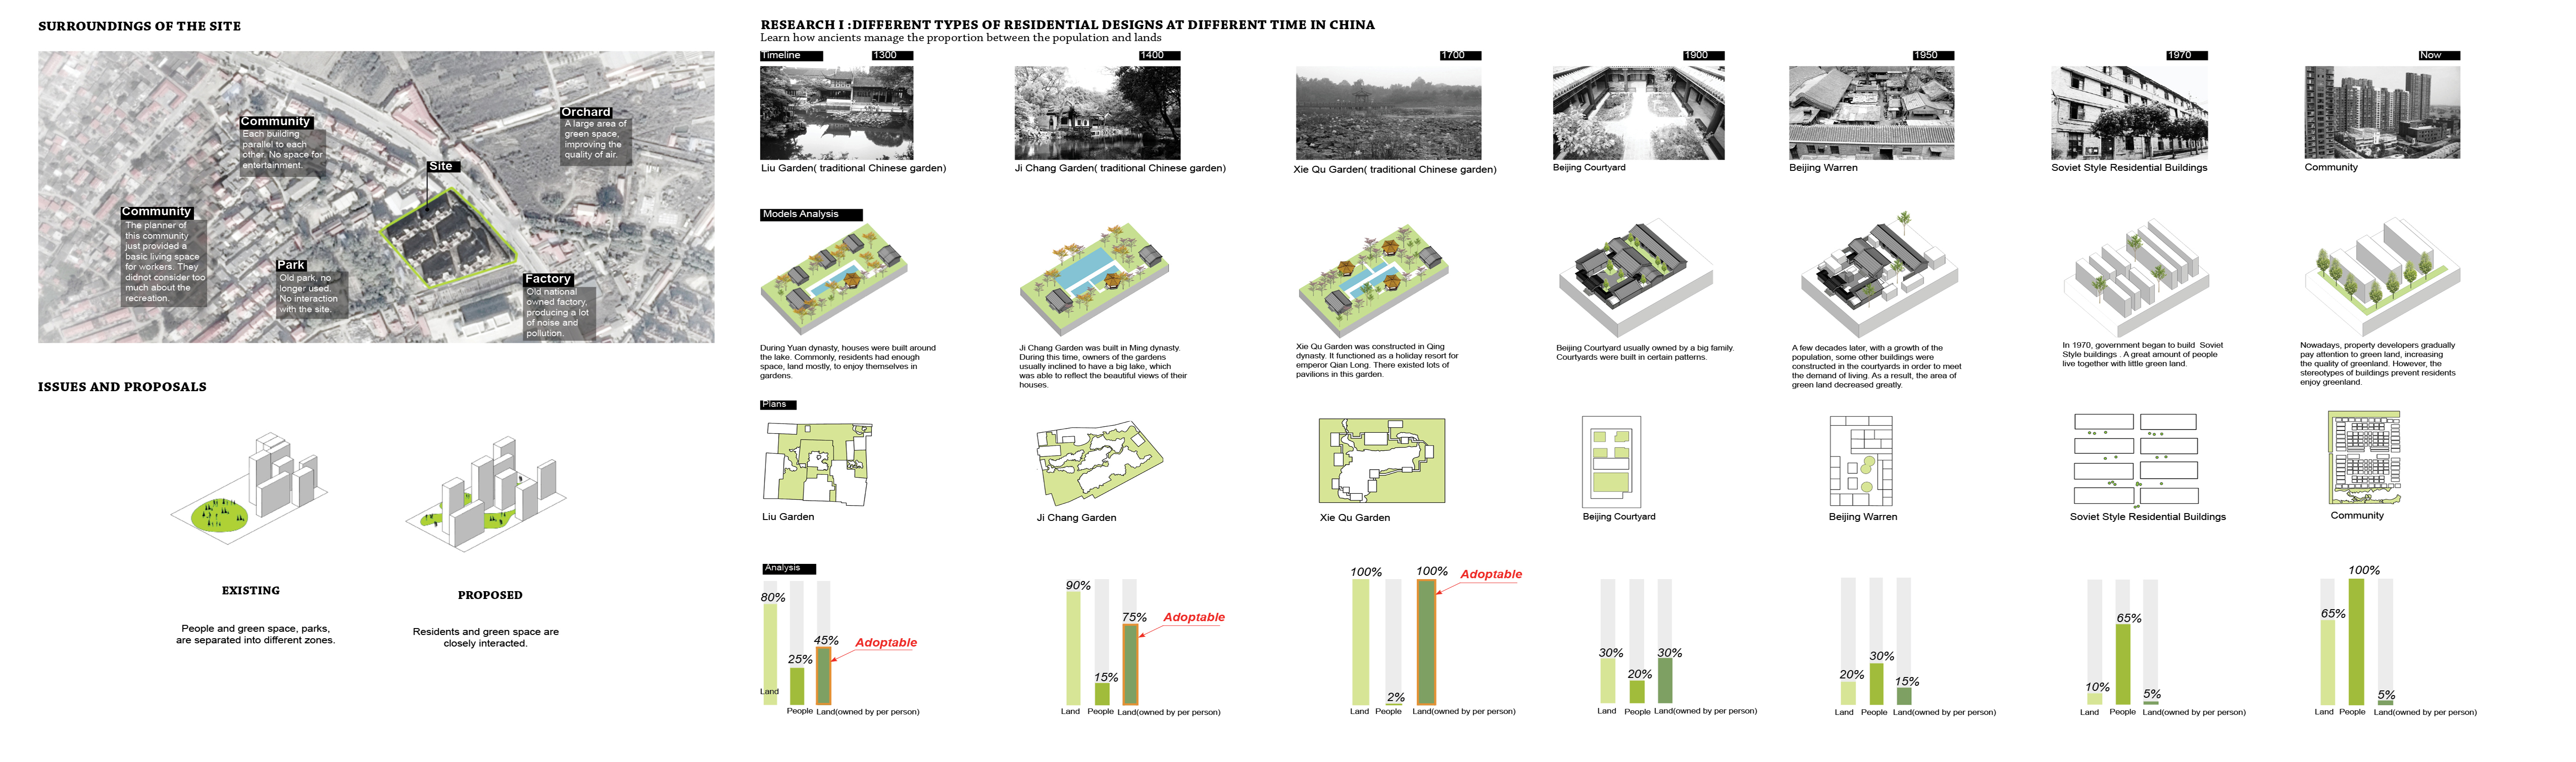 SURROUNDINGS OF THE SITE
Community
Each building
parallel to each
other. No space for
entertainment.
Orchard
A large area of
green space,
improving the
quality of air.
Site
Community
The planner of
this community
just provided a
basic living space
for workers. They
didnot consider too
much about the
recreation.
Park
Old park, no
longer used.
No interaction
with the site.
Factory
Old national
owned factory,
producing a lot
of noise and
pollution.
ISSUES AND PROPOSALS
EXISTING
People and green space, parks,
are separated into different zones.
PROPOSED
Residents and green space are
closely interacted.
RESEARCH I :DIFFERENT TYPES OF RESIDENTIAL DESIGNS AT DIFFERENT TIME IN CHINA
Learn how ancients manage the proportion between the population and lands
Timeline
1300
1400
1700
1900
1950
1970
Now
Liu Garden( traditional Chinese garden)
Ji Chang Garden( traditional Chinese garden)
Xie Qu Garden( traditional Chinese garden)
Beijing Courtyard
Beijing Warren
Soviet Style Residential Buildings
Community
Models Analysis
During Yuan dynasty, houses were built around
the lake. Commonly, residents had enough
space, land mostly, to enjoy themselves in
gardens.
Ji Chang Garden was built in Ming dynasty.
During this time, owners of the gardens
usually inclined to have a big lake, which
was able to reflect the beautiful views of their
houses.
Xie Qu Garden was constructed in Qing
dynasty. It functioned as a holiday resort for
emperor Qian Long. There existed lots of
pavilions in this garden.
Beijing Courtyard usually owned by a big family.
Courtyards were built in certain patterns.
A few decades later, with a growth of the
population, some other buildings were
constructed in the courtyards in order to meet
the demand of living. As a result, the area of
green land decreased greatly.
In 1970, government began to build Soviet
Style buildings . A great amount of people
live together with little green land.
Nowadays, property developers gradually
pay attention to green land, increasing
the quality of greenland. However, the
stereotypes of buildings prevent residents
enjoy greenland.
Plans
Liu Garden
Ji Chang Garden
Xie Qu Garden
Beijing Courtyard
Beijing Warren
Soviet Style Residential Buildings
Community
Analysis
80%
25%
45%
Adoptable
Land
People
Land(owned by per person)
90%
15%
75%
Adoptable
Land
People
Land(owned by per person)
100%
2%
100%
Adoptable
Land
People
Land(owned by per person)
30%
20%
30%
Land
People
Land(owned by per person)
20%
30%
15%
Land
People
Land(owned by per person)
10%
65%
5%
Land
People
Land(owned by per person)
65%
100%
5%
Land
People
Land(owned by per person)